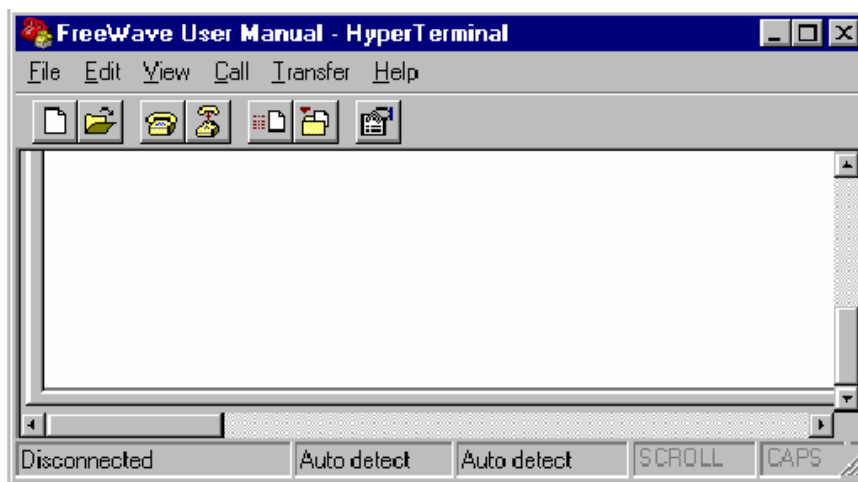 FreeWave User Manual - HyperTerminal
File Edit View Call Transfer Help
Disconnected Auto detect Auto detect SCROLL CAPS